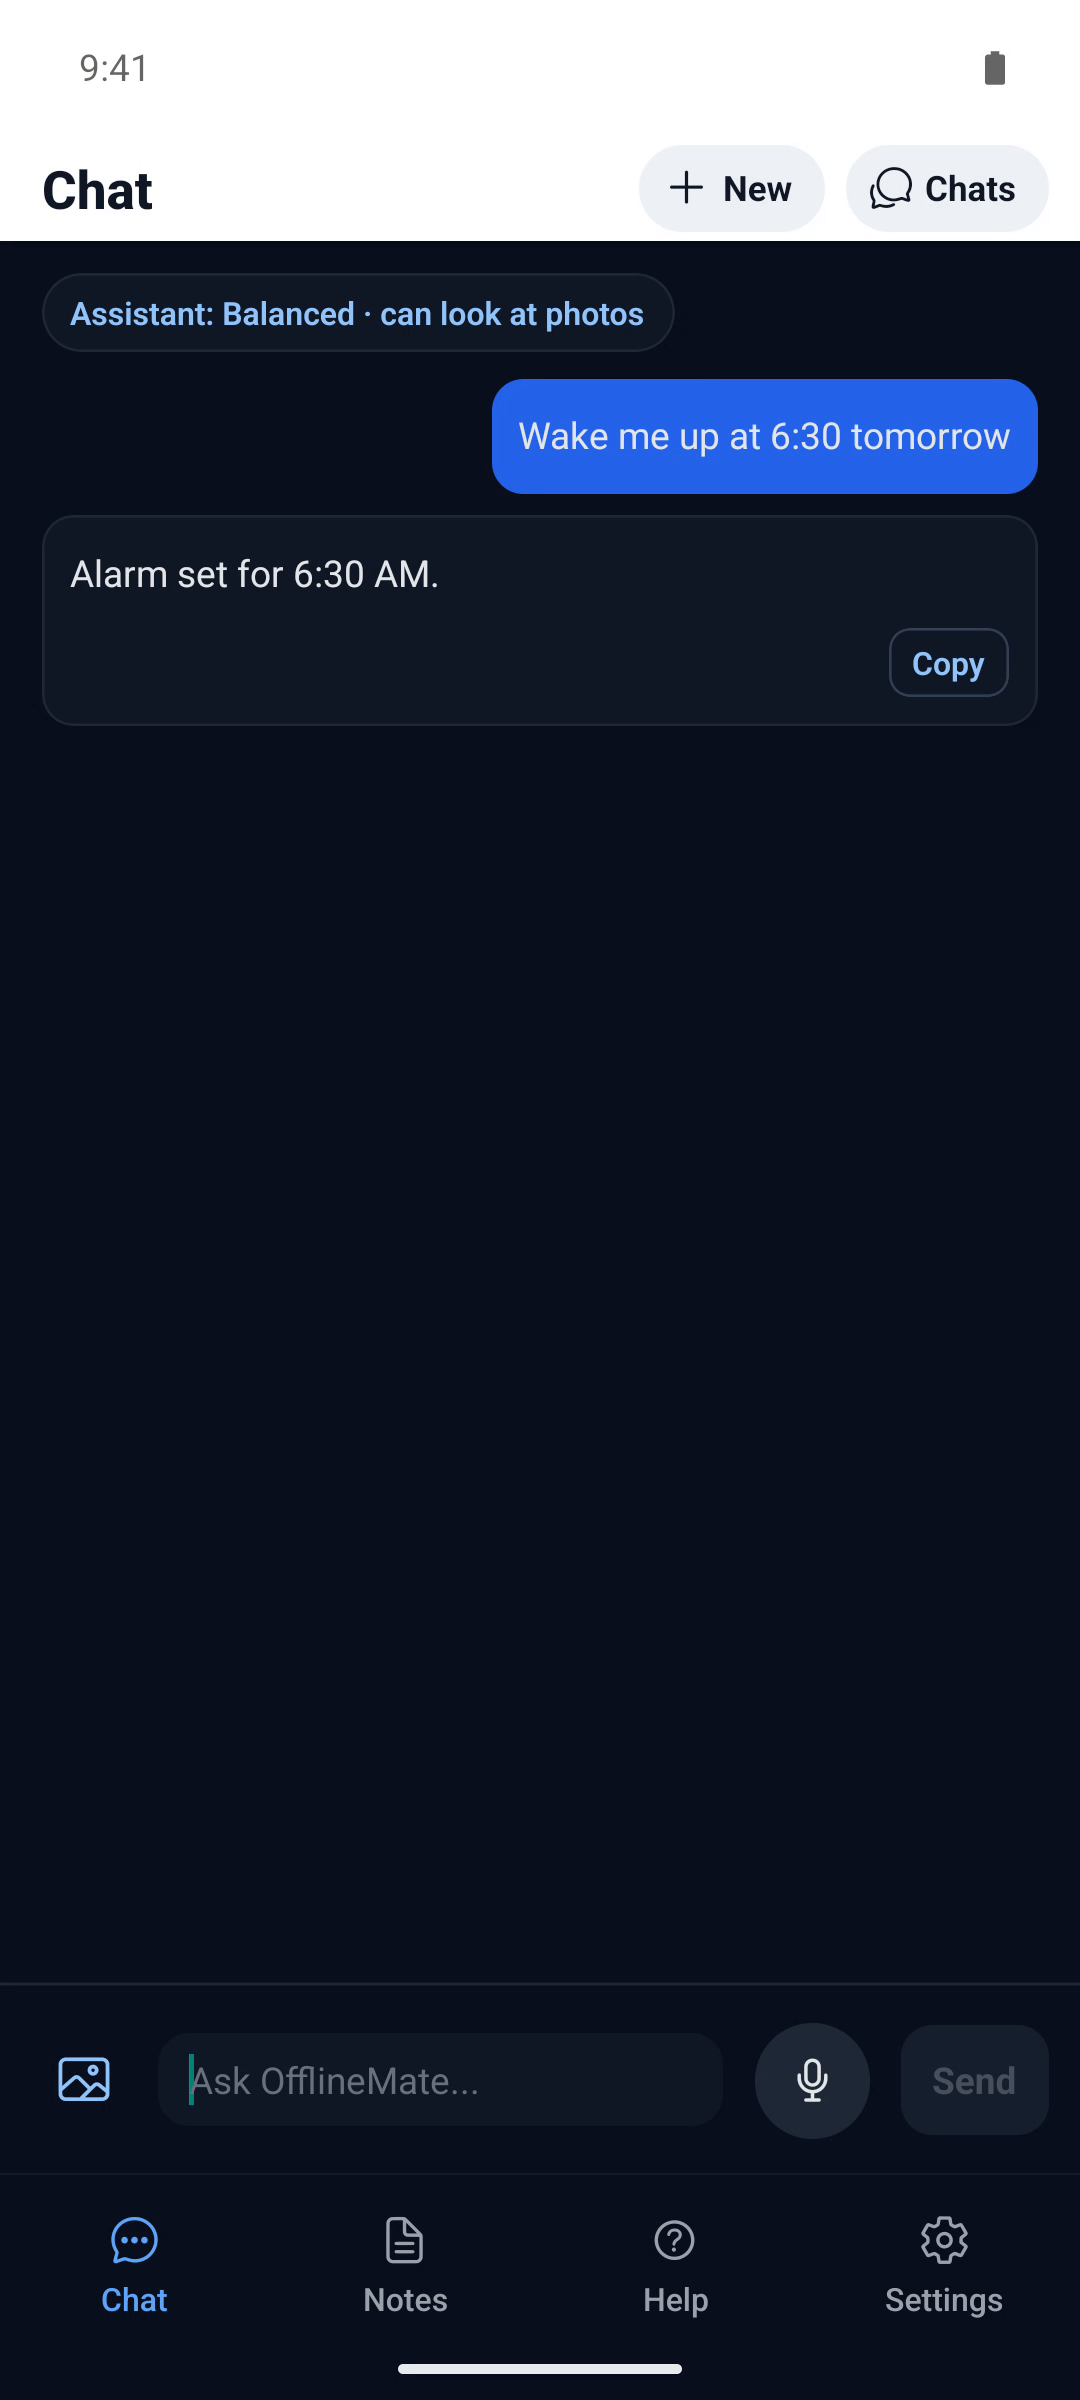 9:41
Chat
New
Chats
Assistant: Balanced · can look at photos
Wake me up at 6:30 tomorrow
Alarm set for 6:30 AM.
Copy
Ask OfflineMate...
Send
Chat
Notes
Help
Settings